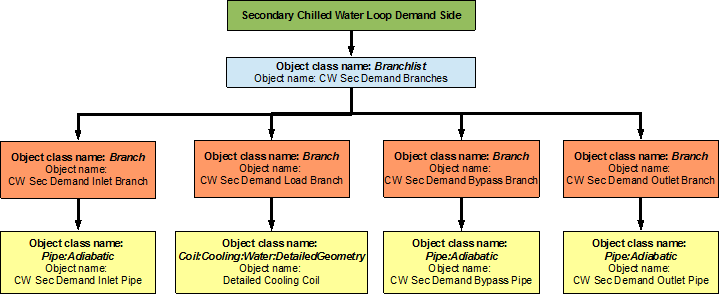 Secondary Chilled Water Loop Demand Side
Object class name: Branchlist
Object name: CW Sec Demand Branches
Object class name: Branch
Object name:
CW Sec Demand Inlet Branch
Object class name: Branch
Object name:
CW Sec Demand Load Branch
Object class name: Branch
Object name:
CW Sec Demand Bypass Branch
Object class name: Branch
Object name:
CW Sec Demand Outlet Branch
Object class name:
Pipe:Adiabatic
Object name:
CW Sec Demand Inlet Pipe
Object class name:
Coil:Cooling:Water:DetailedGeometry
Object name:
Detailed Cooling Coil
Object class name:
Pipe:Adiabatic
Object name:
CW Sec Demand Bypass Pipe
Object class name:
Pipe:Adiabatic
Object name:
CW Sec Demand Outlet Pipe